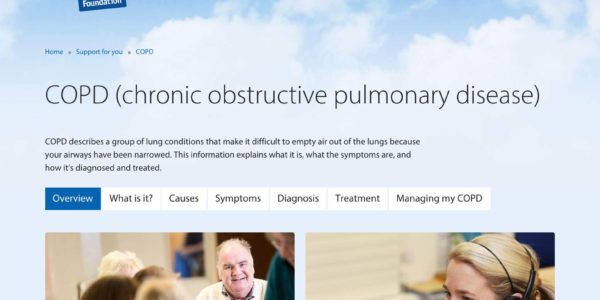 Foundation
Home » Support for you » COPD
COPD (chronic obstructive pulmonary disease)
COPD describes a group of lung conditions that make it difficult to empty air out of the lungs because
your airways have been narrowed. This information explains what it is, what the symptoms are, and
how it's diagnosed and treated.
Overview What is it? Causes Symptoms Diagnosis Treatment Managing my COPD